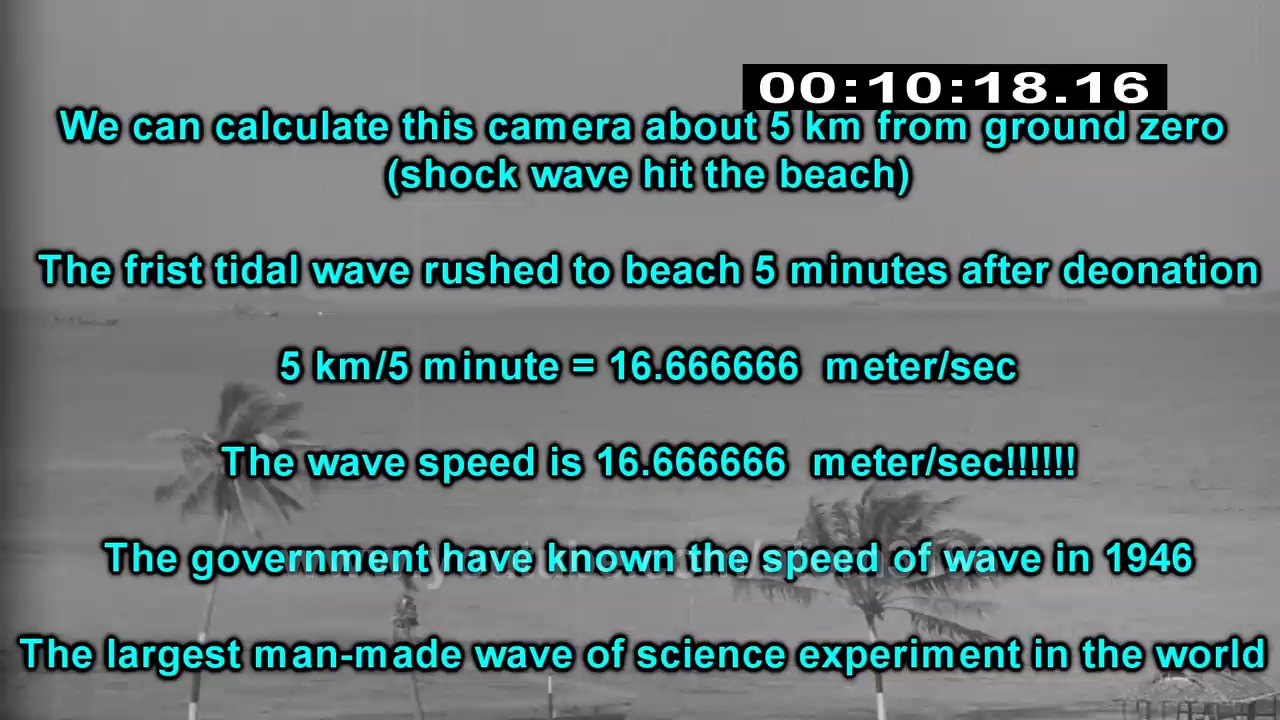 00:10:18.16
We can calculate this camera about 5 km from ground zero
(shock wave hit the beach)
The frist tidal wave rushed to beach 5 minutes after deonation
5 km/5 minute = 16.666666 meter/sec
The wave speed is 16.666666 meter/sec!!!!!!
The government have known the speed of wave in 1946
The largest man-made wave of science experiment in the world